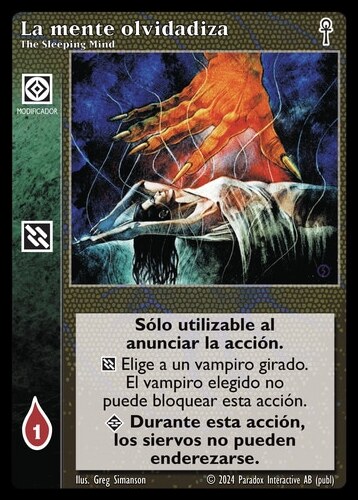 La mente olvidadiza
The Sleeping Mind
MODIFICADOR
Sólo utilizable al
anunciar la acción.
Elige a un vampiro girado.
El vampiro elegido no
puede bloquear esta acción.
Durante esta acción,
los siervos no pueden
enderezarse.
1
Ilus. Greg Simanson
© 2024 Paradox Interactive AB (publ)